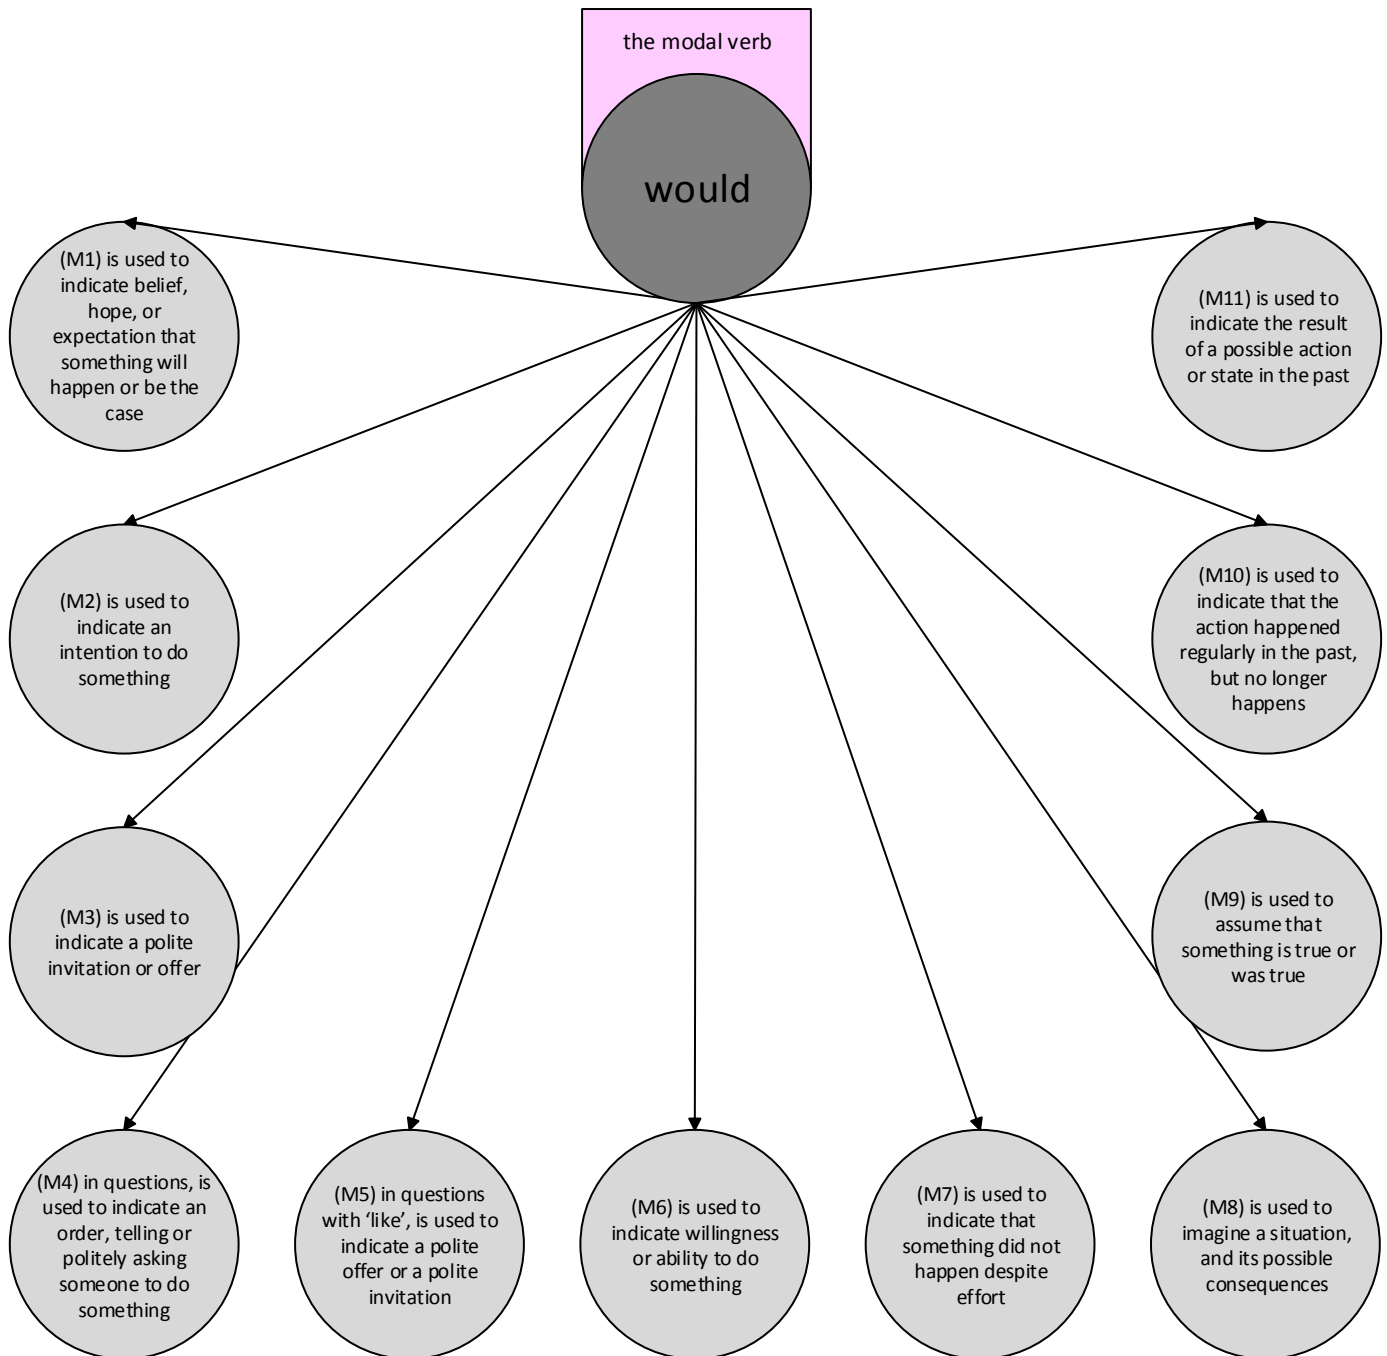 the modal verb
would
(M1) is used to
indicate belief,
hope, or
expectation that
something will
happen or be the
case
(M11) is used to
indicate the result
of a possible action
or state in the past
(M2) is used to
indicate an
intention to do
something
(M10) is used to
indicate that the
action happened
regularly in the past,
but no longer
happens
(M3) is used to
indicate a polite
invitation or offer
(M9) is used to
assume that
something is true or
was true
(M4) in questions, is
used to indicate an
order, telling or
politely asking
someone to do
something
(M5) in questions
with ‘like’, is used to
indicate a polite
offer or a polite
invitation
(M6) is used to
indicate willingness
or ability to do
something
(M7) is used to
indicate that
something did not
happen despite
effort
(M8) is used to
imagine a situation,
and its possible
consequences